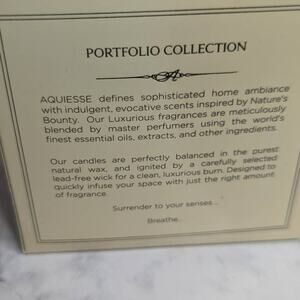 PORTFOLIO COLLECTION
A
AQUIESSE defines sophisticated home ambiance
with indulgent, evocative scents inspired by Nature's
Bounty. Our Luxurious fragrances are meticulously
blended by master perfumers using the world's
finest essential oils, extracts, and other ingredients.
Our candles are perfectly balanced in the purest
natural wax, and ignited by a carefully selected
lead-free wick for a clean, luxurious burn. Designed to
quickly infuse your space with just the right amount
of fragrance.
Surrender to your senses...
Breathe...